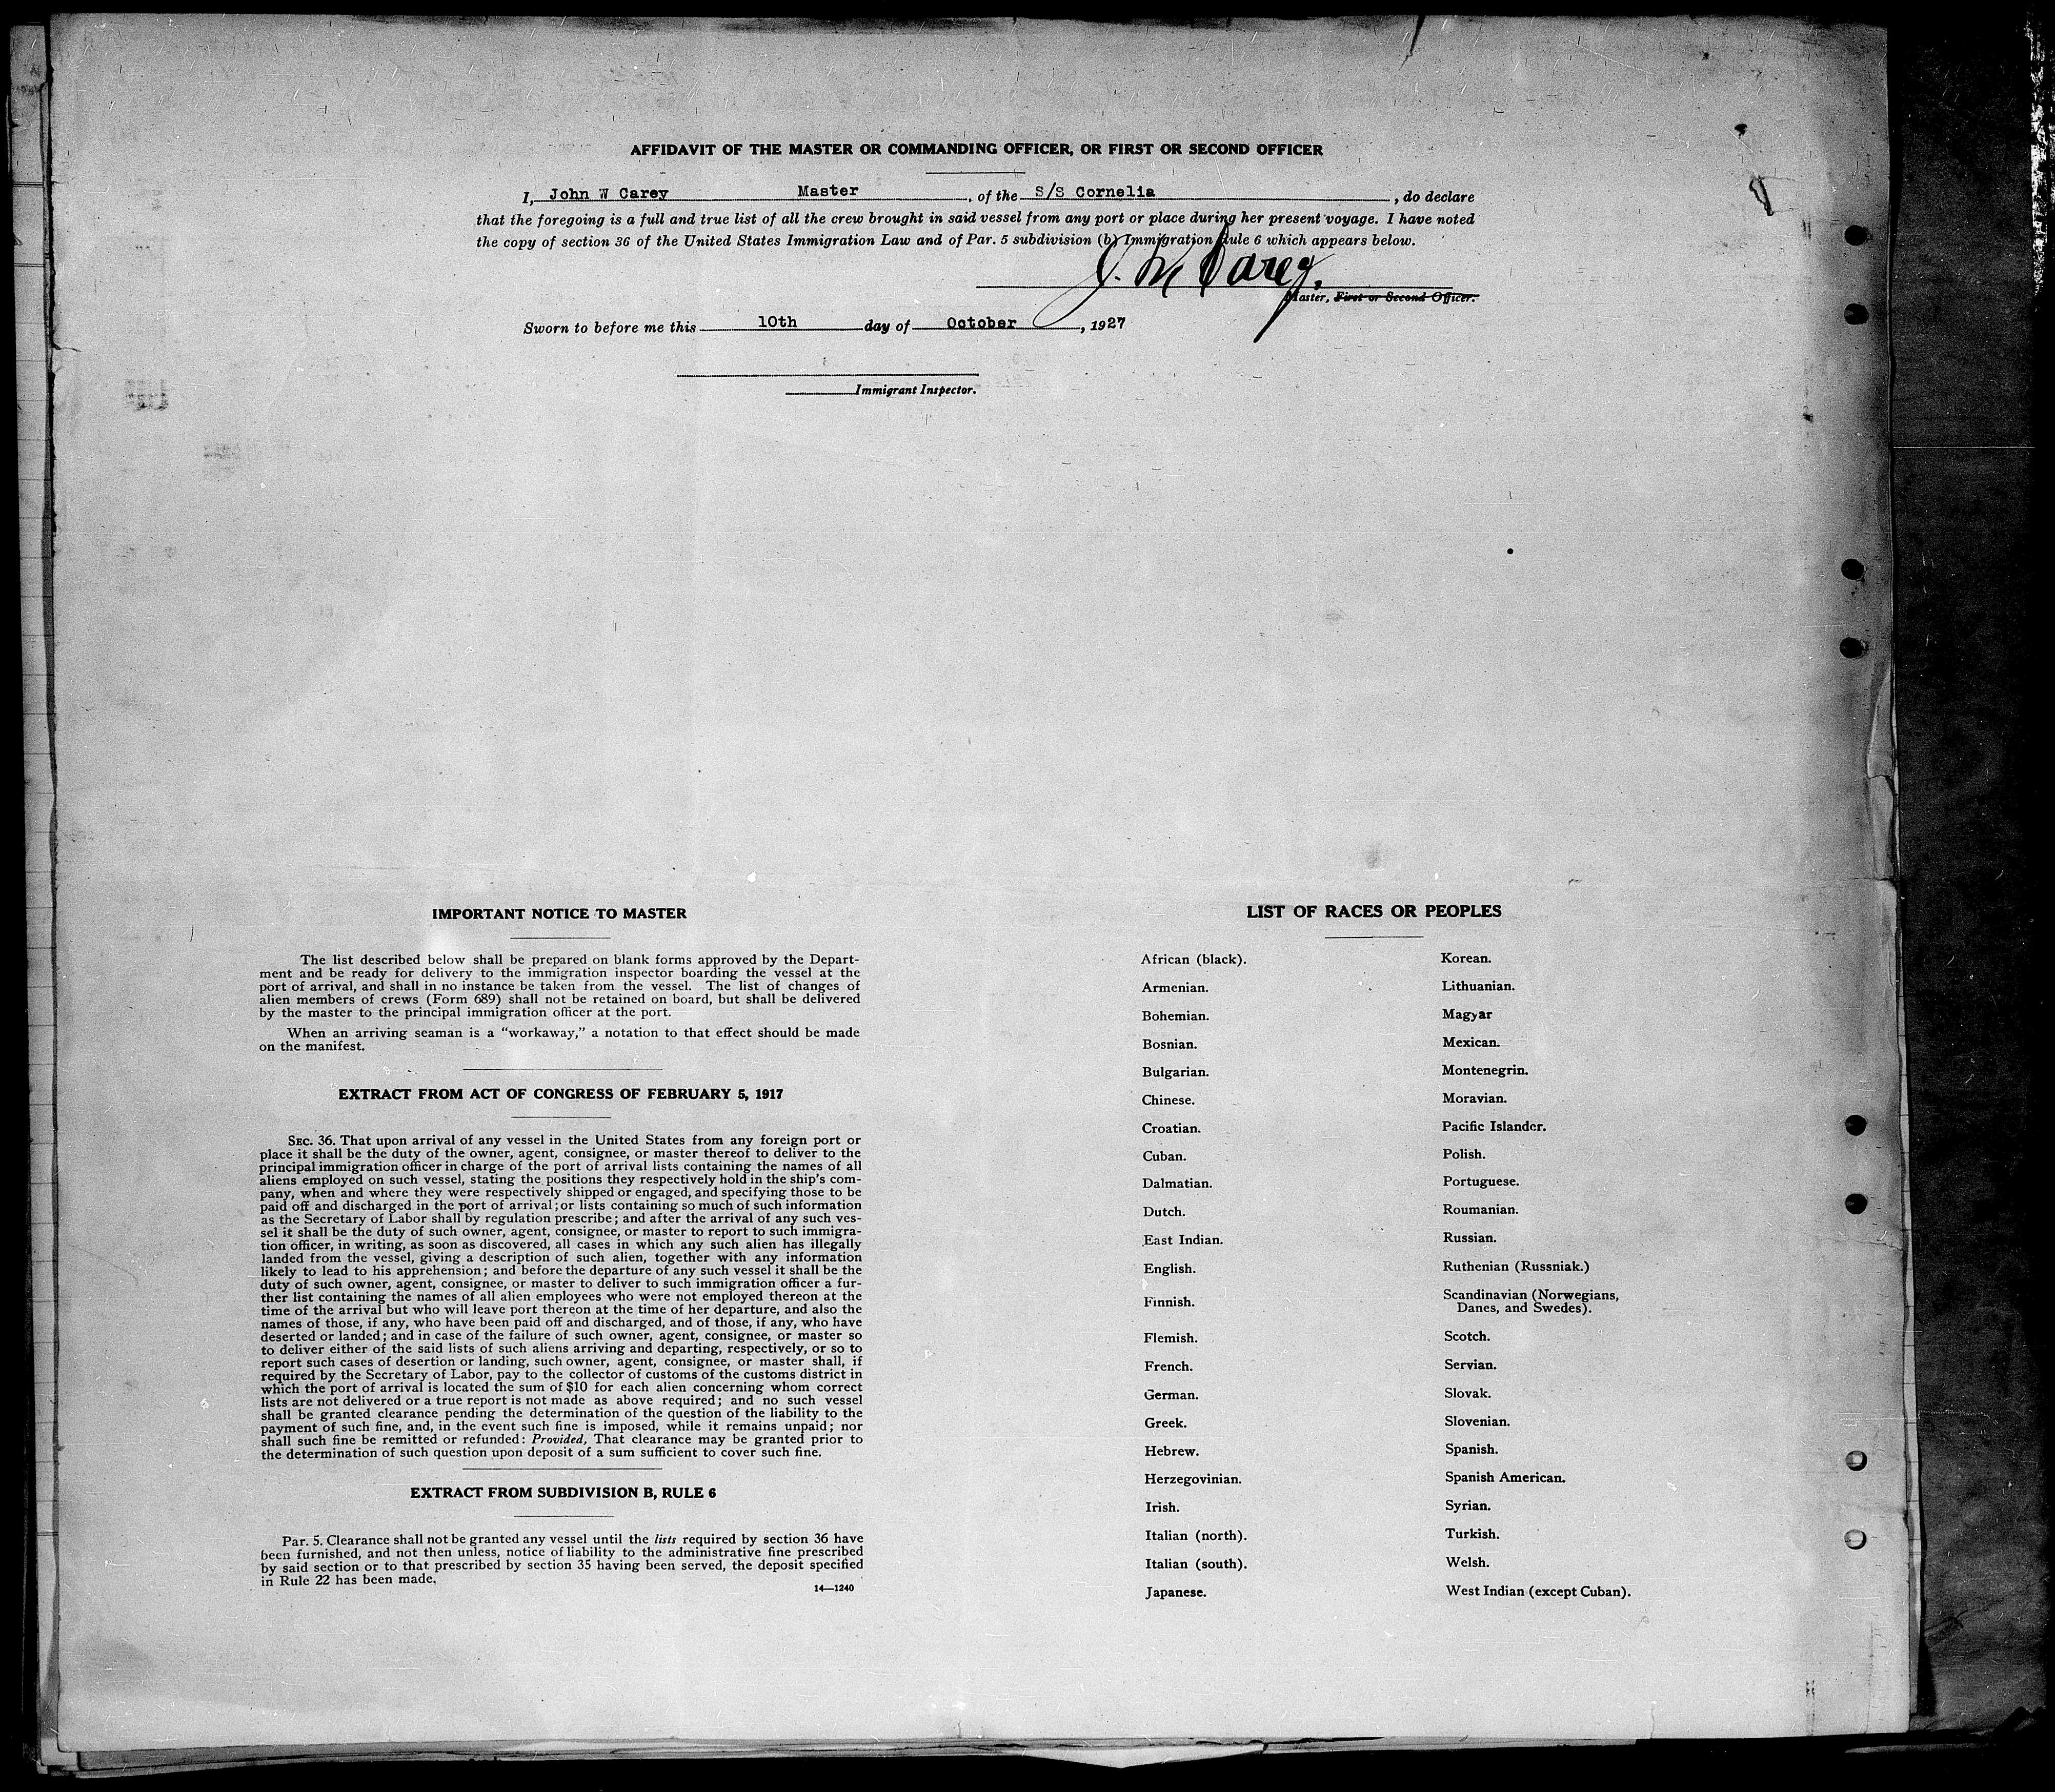 AFFIDAVIT OF THE MASTER OR COMMANDING OFFICER, OR FIRST OR SECOND OFFICER
I, John W Carey Master, of the S/S Cornelia, do declare
that the foregoing is a full and true list of all the crew brought in said vessel from any port or place during her present voyage. I have noted
the copy of section 36 of the United States Immigration Law and of Par. 5 subdivision (b) Immigration Rule 6 which appears below.
J. W Carey.
Master, First or Second Officer.
Sworn to before me this 10th day of October, 1927
Immigrant Inspector.
IMPORTANT NOTICE TO MASTER
The list described below shall be prepared on blank forms approved by the Depart-
ment and be ready for delivery to the immigration inspector boarding the vessel at the
port of arrival, and shall in no instance be taken from the vessel. The list of changes of
alien members of crews (Form 689) shall not be retained on board, but shall be delivered
by the master to the principal immigration officer at the port.
When an arriving seaman is a "workaway," a notation to that effect should be made
on the manifest.
EXTRACT FROM ACT OF CONGRESS OF FEBRUARY 5, 1917
SEC. 36. That upon arrival of any vessel in the United States from any foreign port or
place it shall be the duty of the owner, agent, consignee, or master thereof to deliver to the
principal immigration officer in charge of the port of arrival lists containing the names of all
aliens employed on such vessel, stating the positions they respectively hold in the ship's com-
pany, when and where they were respectively shipped or engaged, and specifying those to be
paid off and discharged in the port of arrival; or lists containing so much of such information
as the Secretary of Labor shall by regulation prescribe; and after the arrival of any such ves-
sel it shall be the duty of such owner, agent, consignee, or master to report to such immigra-
tion officer, in writing, as soon as discovered, all cases in which any such alien has illegally
landed from the vessel, giving a description of such alien, together with any information
likely to lead to his apprehension; and before the departure of any such vessel it shall be the
duty of such owner, agent, consignee, or master to deliver to such immigration officer a fur-
ther list containing the names of all alien employees who were not employed thereon at the
time of the arrival but who will leave port thereon at the time of her departure, and also the
names of those, if any, who have been paid off and discharged, and of those, if any, who have
deserted or landed; and in case of the failure of such owner, agent, consignee, or master so
to deliver either of the said lists of such aliens arriving and departing, respectively, or so to
report such cases of desertion or landing, such owner, agent, consignee, or master shall, if
required by the Secretary of Labor, pay to the collector of customs of the customs district in
which the port of arrival is located the sum of $10 for each alien concerning whom correct
lists are not delivered or a true report is not made as above required; and no such vessel
shall be granted clearance pending the determination of the question of the liability to the
payment of such fine, and, in the event such fine is imposed, while it remains unpaid; nor
shall such fine be remitted or refunded: Provided, That clearance may be granted prior to
the determination of such question upon deposit of a sum sufficient to cover such fine.
EXTRACT FROM SUBDIVISION B, RULE 6
Par. 5. Clearance shall not be granted any vessel until the lists required by section 36 have
been furnished, and not then unless, notice of liability to the administrative fine prescribed
by said section or to that prescribed by section 35 having been served, the deposit specified
in Rule 22 has been made.
14—1240
LIST OF RACES OR PEOPLES
African (black).
Armenian.
Bohemian.
Bosnian.
Bulgarian.
Chinese.
Croatian.
Cuban.
Dalmatian.
Dutch.
East Indian.
English.
Finnish.
Flemish.
French.
German.
Greek.
Hebrew.
Herzegovinian.
Irish.
Italian (north).
Italian (south).
Japanese.
Korean.
Lithuanian.
Magyar
Mexican.
Montenegrin.
Moravian.
Pacific Islander.
Polish.
Portuguese.
Roumanian.
Russian.
Ruthenian (Russniak.)
Scandinavian (Norwegians,
Danes, and Swedes).
Scotch.
Servian.
Slovak.
Slovenian.
Spanish.
Spanish American.
Syrian.
Turkish.
Welsh.
West Indian (except Cuban).